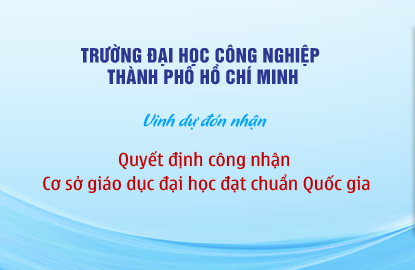 TRƯỜNG ĐẠI HỌC CÔNG NGHIỆP
THÀNH PHỐ HỒ CHÍ MINH
Vinh dự đón nhận
Quyết định công nhận
Cơ sở giáo dục đại học đạt chuẩn Quốc gia